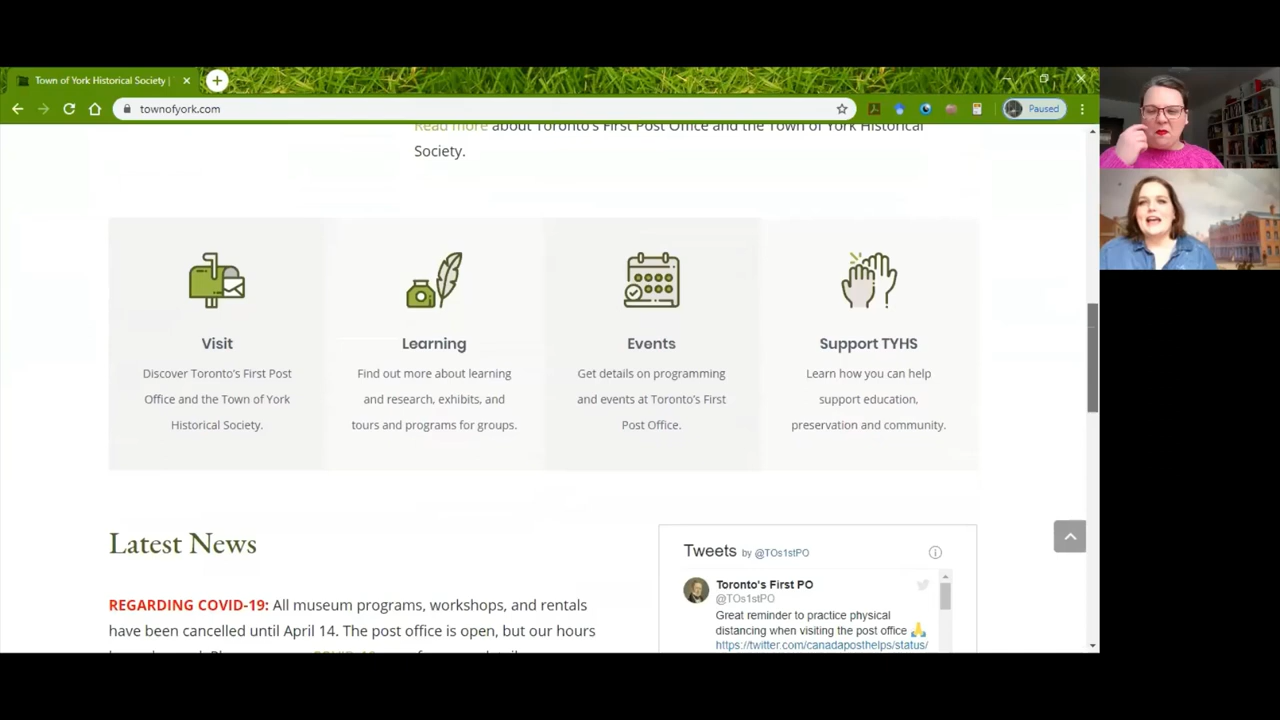 Town of York Historical Society |
townofyork.com
Paused
Read more about Toronto's First Post Office and the Town of York Historical
Society.
Visit
Discover Toronto's First Post
Office and the Town of York
Historical Society.
Learning
Find out more about learning
and research, exhibits, and
tours and programs for groups.
Events
Get details on programming
and events at Toronto's First
Post Office.
Support TYHS
Learn how you can help
support education,
preservation and community.
Latest News
REGARDING COVID-19: All museum programs, workshops, and rentals
have been cancelled until April 14. The post office is open, but our hours
Tweets by @TOs1stPO
Toronto's First PO
@TOs1stPO
Great reminder to practice physical
distancing when visiting the post office 🙏
https://twitter.com/canadaposthelps/status/